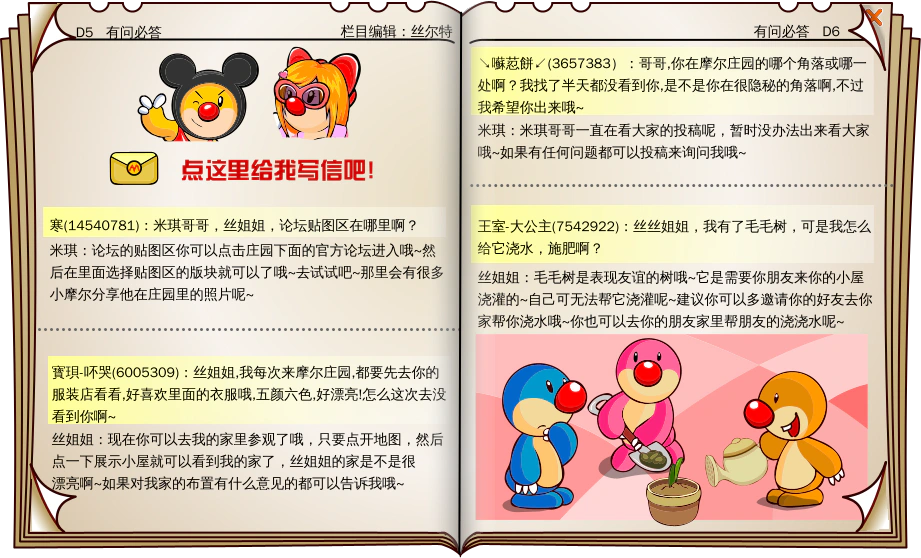 D5 有问必答
栏目编辑：丝尔特
点这里给我写信吧!
寒(14540781)：米琪哥哥，丝姐姐，论坛贴图区在哪里啊？
米琪：论坛的贴图区你可以点击庄园下面的官方论坛进入哦~然
后在里面选择贴图区的版块就可以了哦~去试试吧~那里会有很多
小摩尔分享他在庄园里的照片呢~
寳琪-吥哭(6005309)：丝姐姐,我每次来摩尔庄园,都要先去你的
服装店看看,好喜欢里面的衣服哦,五颜六色,好漂亮!怎么这次去没
看到你啊~
丝姐姐：现在你可以去我的家里参观了哦，只要点开地图，然后
点一下展示小屋就可以看到我的家了，丝姐姐的家是不是很
漂亮啊~如果对我家的布置有什么意见的都可以告诉我哦~
有问必答 D6
(3657383)：哥哥,你在摩尔庄园的哪个角落或哪一
处啊？我找了半天都没看到你,是不是你在很隐秘的角落啊,不过
我希望你出来哦~
米琪：米琪哥哥一直在看大家的投稿呢，暂时没办法出来看大家
哦~如果有任何问题都可以投稿来询问我哦~
王室-大公主(7542922)：丝丝姐姐，我有了毛毛树，可是我怎么
给它浇水，施肥啊？
丝姐姐：毛毛树是表现友谊的树哦~它是需要你朋友来你的小屋
浇灌的~自己可无法帮它浇灌呢~建议你可以多邀请你的好友去你
家帮你浇水哦~你也可以去你的朋友家里帮朋友的浇浇水呢~